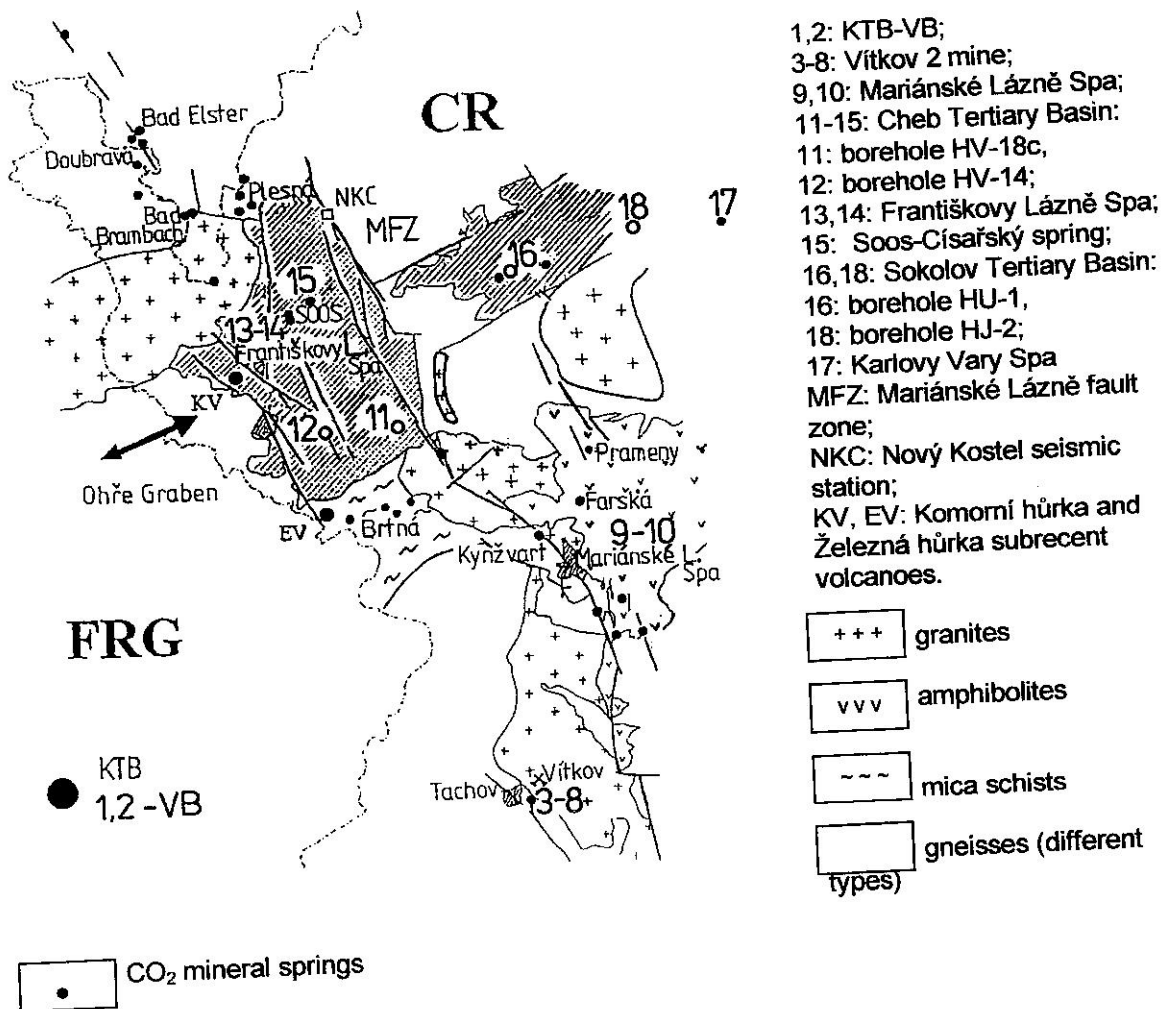 CR
Bad Elster
Doubrava
Plesná
NKC
Bad
Brambach
MFZ
18
17
16
15
SOOS
13-14
Františkovy L.
Spa
KV
12
11
Prameny
Ohře Graben
Farská
EV
Brtná
9-10
Kynžvart
Mariánské L.
Spa
FRG
KTB
1,2 -VB
Vítkov
Tachov
3-8
1,2: KTB-VB;
3-8: Vítkov 2 mine;
9,10: Mariánské Lázně Spa;
11-15: Cheb Tertiary Basin:
11: borehole HV-18c,
12: borehole HV-14;
13,14: Františkovy Lázně Spa;
15: Soos-Císařský spring;
16,18: Sokolov Tertiary Basin:
16: borehole HU-1,
18: borehole HJ-2;
17: Karlovy Vary Spa
MFZ: Mariánské Lázně fault
zone;
NKC: Nový Kostel seismic
station;
KV, EV: Komorní hůrka and
Železná hůrka subrecent
volcanoes.
+ + + granites
v v v amphibolites
~ ~ ~ mica schists
gneisses (different
types)
CO₂ mineral springs